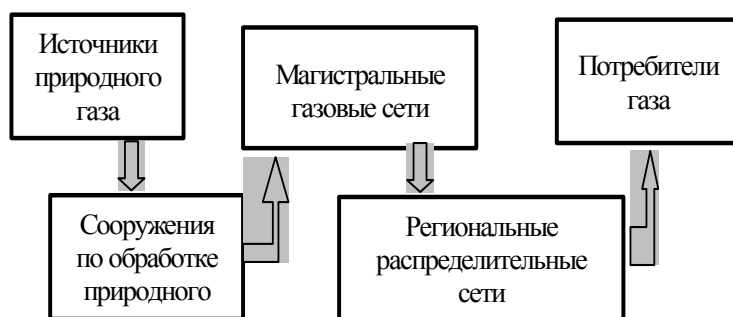 Источники
природного
газа
Сооружения
по обработке
природного
Магистральные
газовые сети
Региональные
распределительные
сети
Потребители
газа